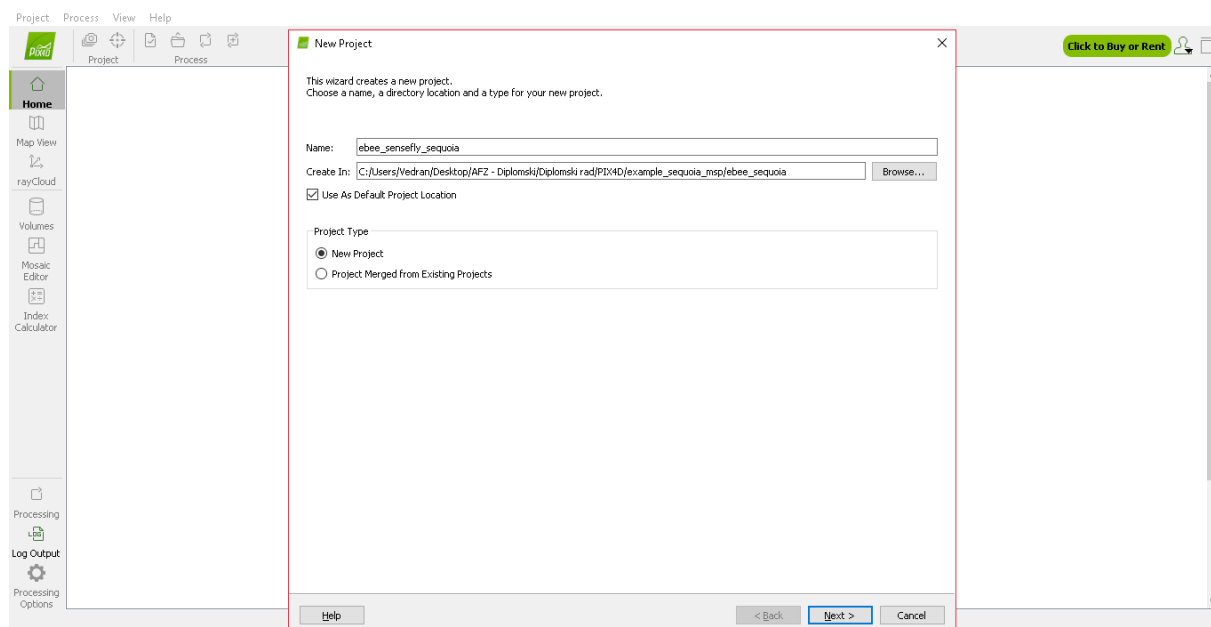 Project Process View Help
PIX4D
Project
Process
Click to Buy or Rent
Home
Map View
rayCloud
Volumes
Mosaic
Editor
Index
Calculator
Processing
LOG
Log Output
Processing
Options
New Project
This wizard creates a new project.
Choose a name, a directory location and a type for your new project.
Name: ebee_sensefly_sequoia
Create In: C:/Users/Vedran/Desktop/AFZ - Diplomski/Diplomski rad/PIX4D/example_sequoia_msp/ebee_sequoia Browse...
Use As Default Project Location
Project Type
New Project
Project Merged from Existing Projects
Help < Back Next > Cancel